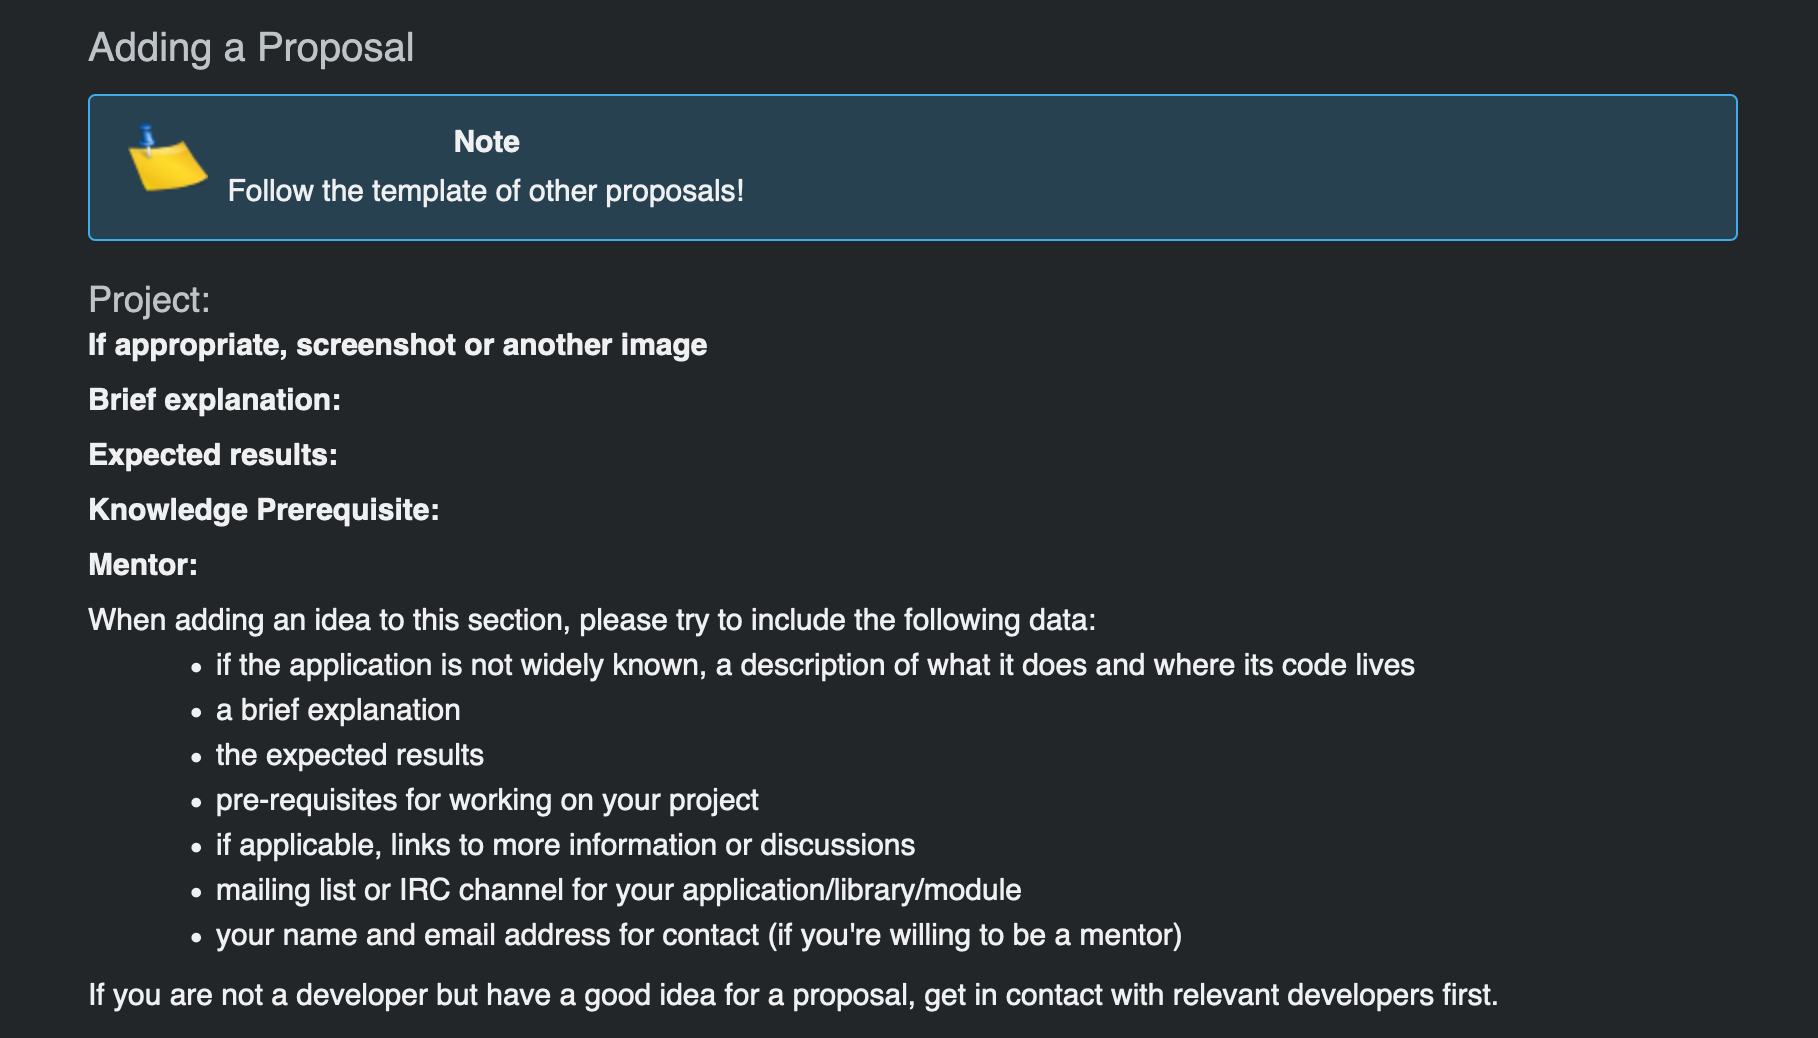 Adding a Proposal
Note
Follow the template of other proposals!
Project:
If appropriate, screenshot or another image
Brief explanation:
Expected results:
Knowledge Prerequisite:
Mentor:
When adding an idea to this section, please try to include the following data:
• if the application is not widely known, a description of what it does and where its code lives
• a brief explanation
• the expected results
• pre-requisites for working on your project
• if applicable, links to more information or discussions
• mailing list or IRC channel for your application/library/module
• your name and email address for contact (if you're willing to be a mentor)
If you are not a developer but have a good idea for a proposal, get in contact with relevant developers first.